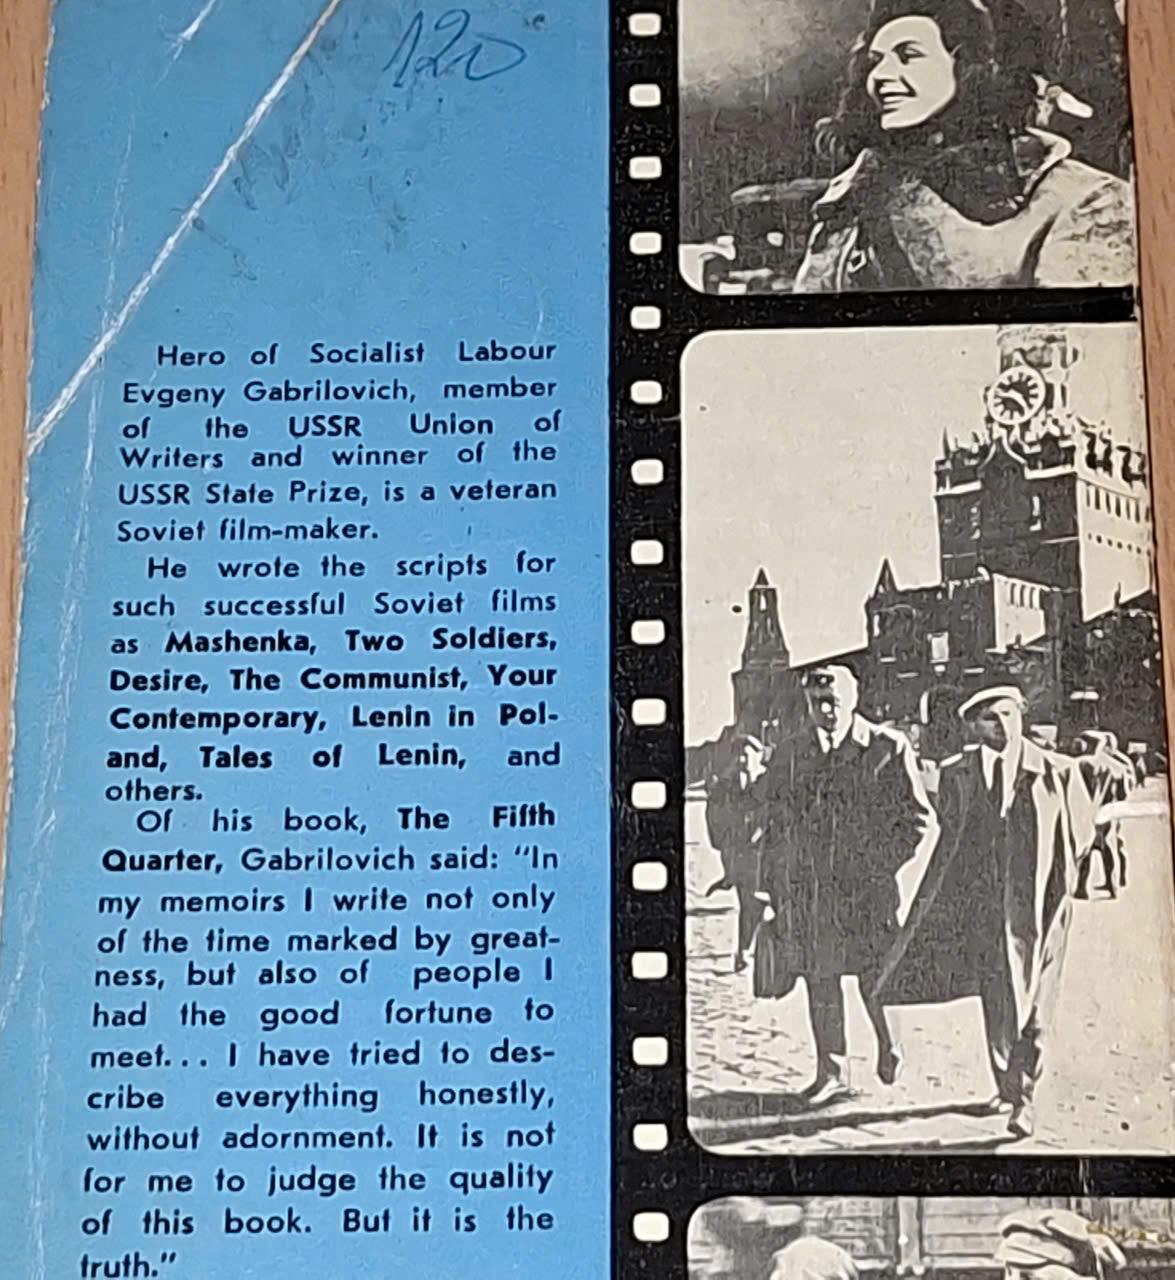 120
Hero of Socialist Labour
Evgeny Gabrilovich, member
of the USSR Union of
Writers and winner of the
USSR State Prize, is a veteran
Soviet film-maker.
He wrote the scripts for
such successful Soviet films
as Mashenka, Two Soldiers,
Desire, The Communist, Your
Contemporary, Lenin in Pol-
and, Tales of Lenin, and
others.
Of his book, The Fifth
Quarter, Gabrilovich said: "In
my memoirs I write not only
of the time marked by great-
ness, but also of people I
had the good fortune to
meet... I have tried to des-
cribe everything honestly,
without adornment. It is not
for me to judge the quality
of this book. But it is the
truth."